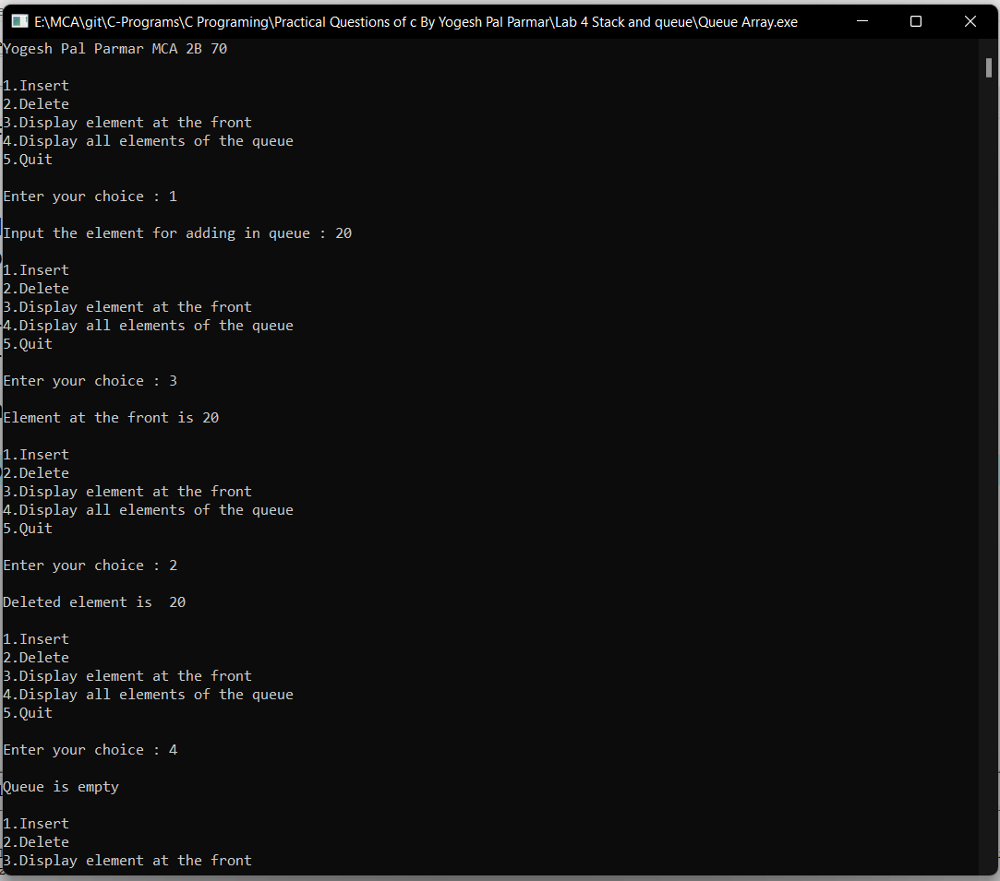 E:\MCA\git\C-Programs\C Programing\Practical Questions of c By Yogesh Pal Parmar\Lab 4 Stack and queue\Queue Array.exe
Yogesh Pal Parmar MCA 2B 70
1.Insert
2.Delete
3.Display element at the front
4.Display all elements of the queue
5.Quit
Enter your choice : 1
Input the element for adding in queue : 20
1.Insert
2.Delete
3.Display element at the front
4.Display all elements of the queue
5.Quit
Enter your choice : 3
Element at the front is 20
1.Insert
2.Delete
3.Display element at the front
4.Display all elements of the queue
5.Quit
Enter your choice : 2
Deleted element is  20
1.Insert
2.Delete
3.Display element at the front
4.Display all elements of the queue
5.Quit
Enter your choice : 4
Queue is empty
1.Insert
2.Delete
3.Display element at the front